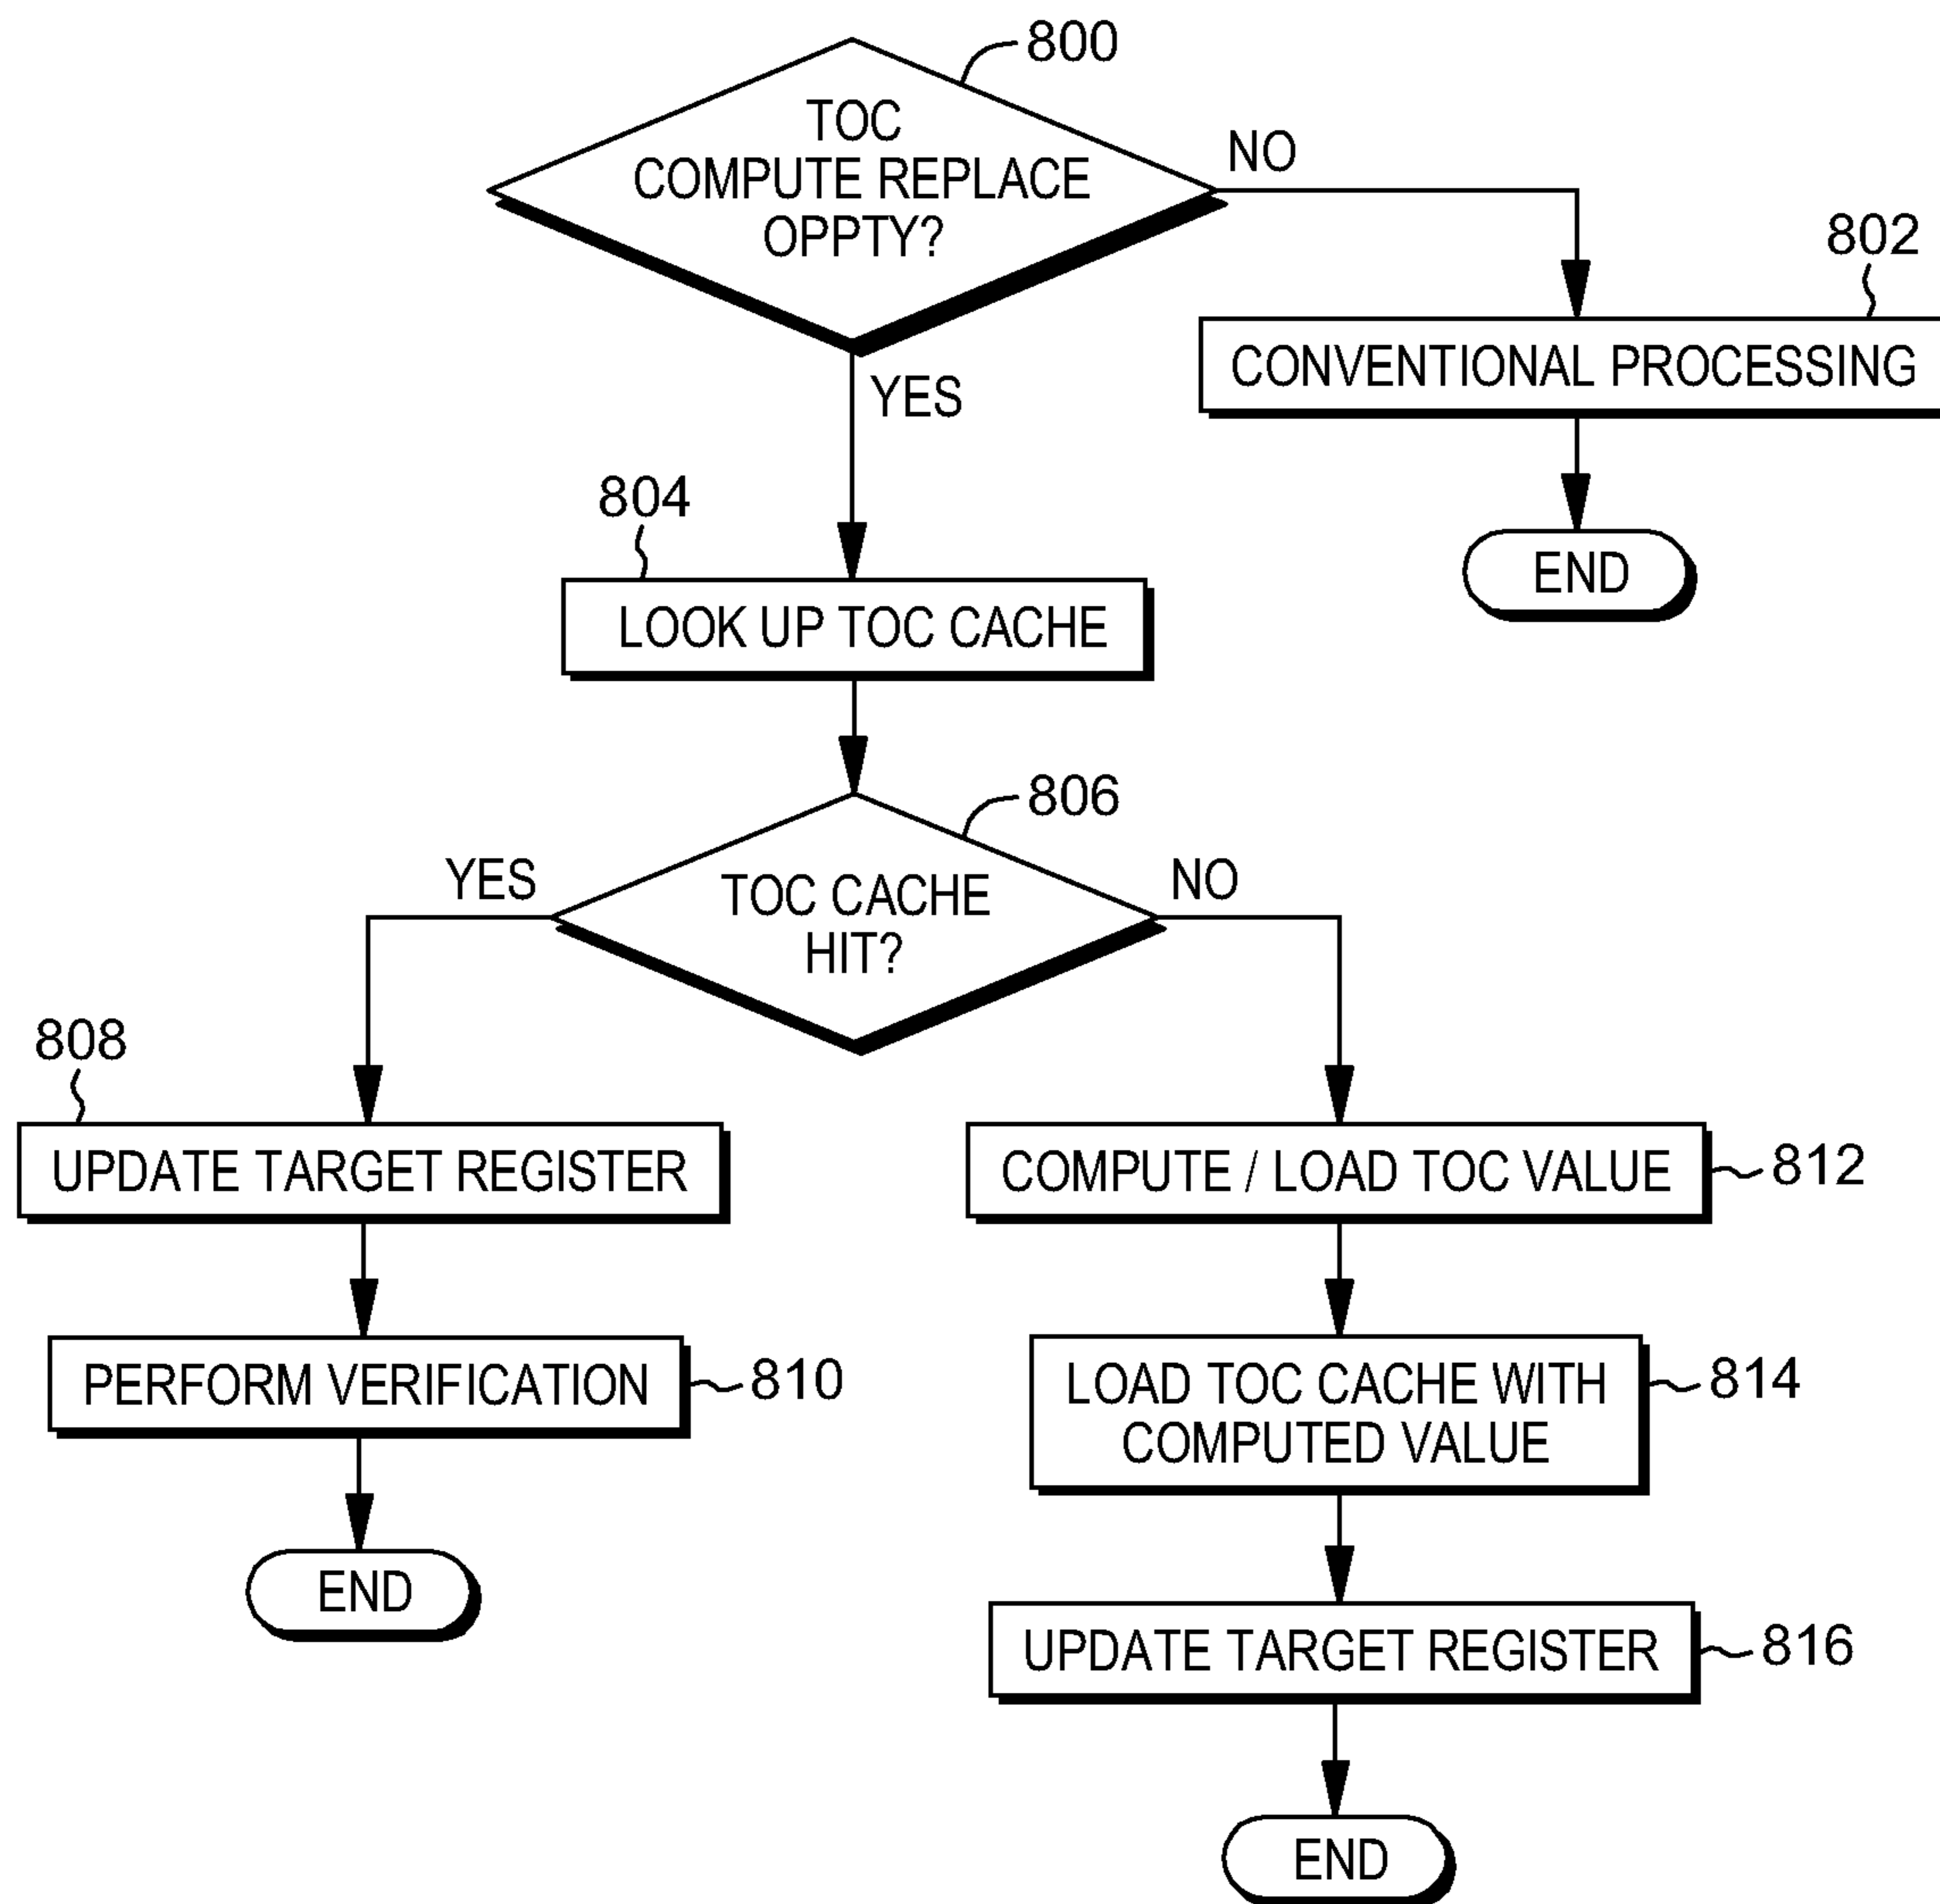 800
TOC
COMPUTE REPLACE
OPPTY?
NO
802
CONVENTIONAL PROCESSING
END
YES
804
LOOK UP TOC CACHE
806
TOC CACHE
HIT?
YES
NO
808
UPDATE TARGET REGISTER
PERFORM VERIFICATION
810
END
COMPUTE / LOAD TOC VALUE
812
LOAD TOC CACHE WITH
COMPUTED VALUE
814
UPDATE TARGET REGISTER
816
END